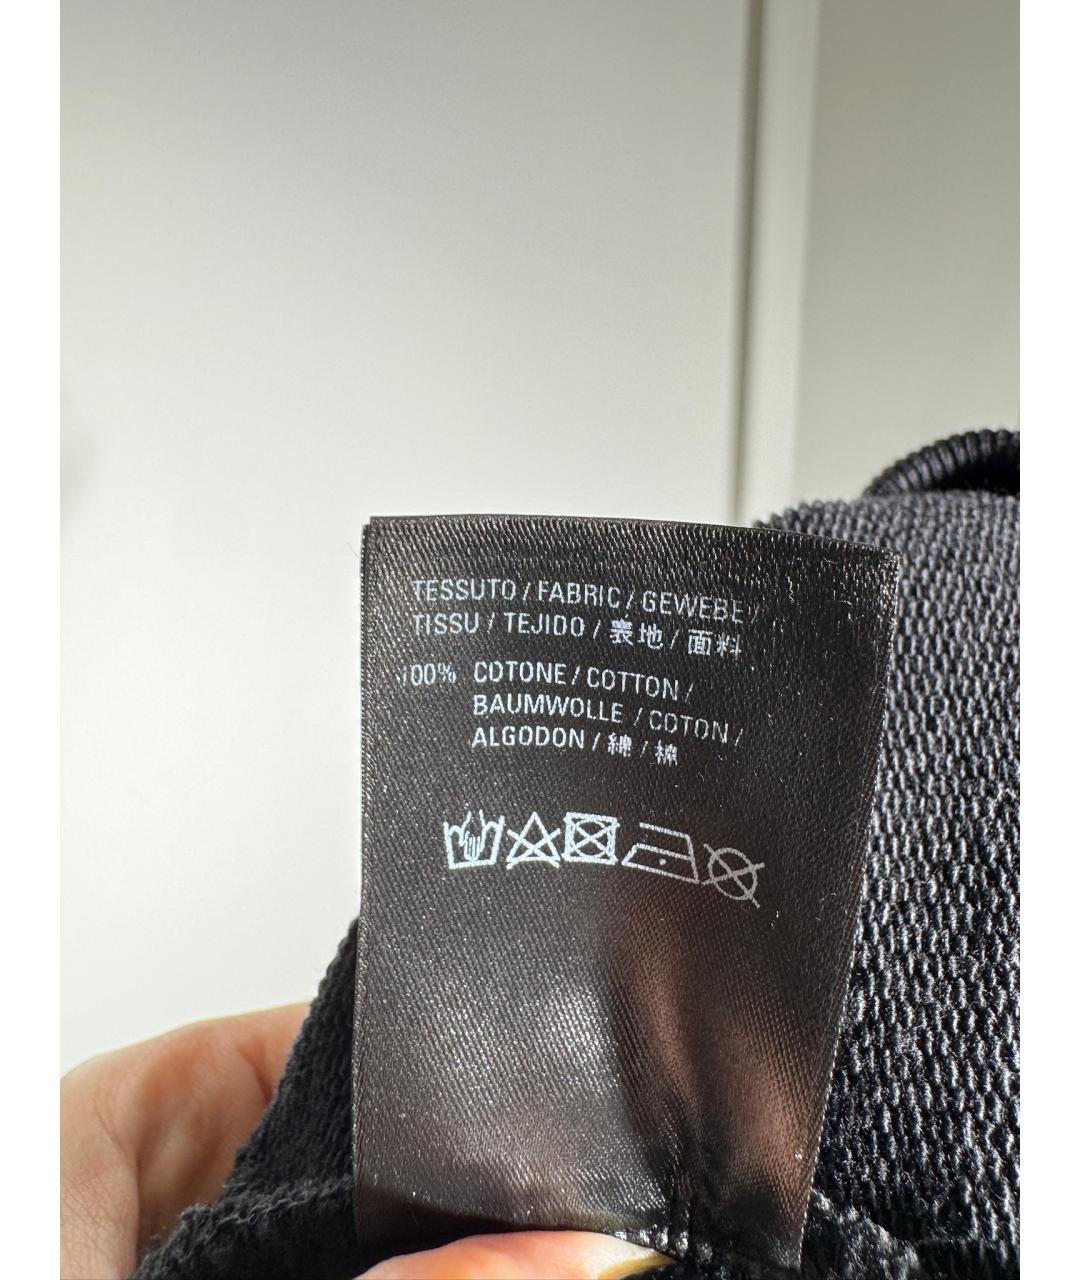 TESSUTO / FABRIC / GEWEBE /
TISSU / TEJIDO / 表地 / 面料
100% COTONE / COTTON /
BAUMWOLLE / COTON /
ALGODON / 綿 / 棉